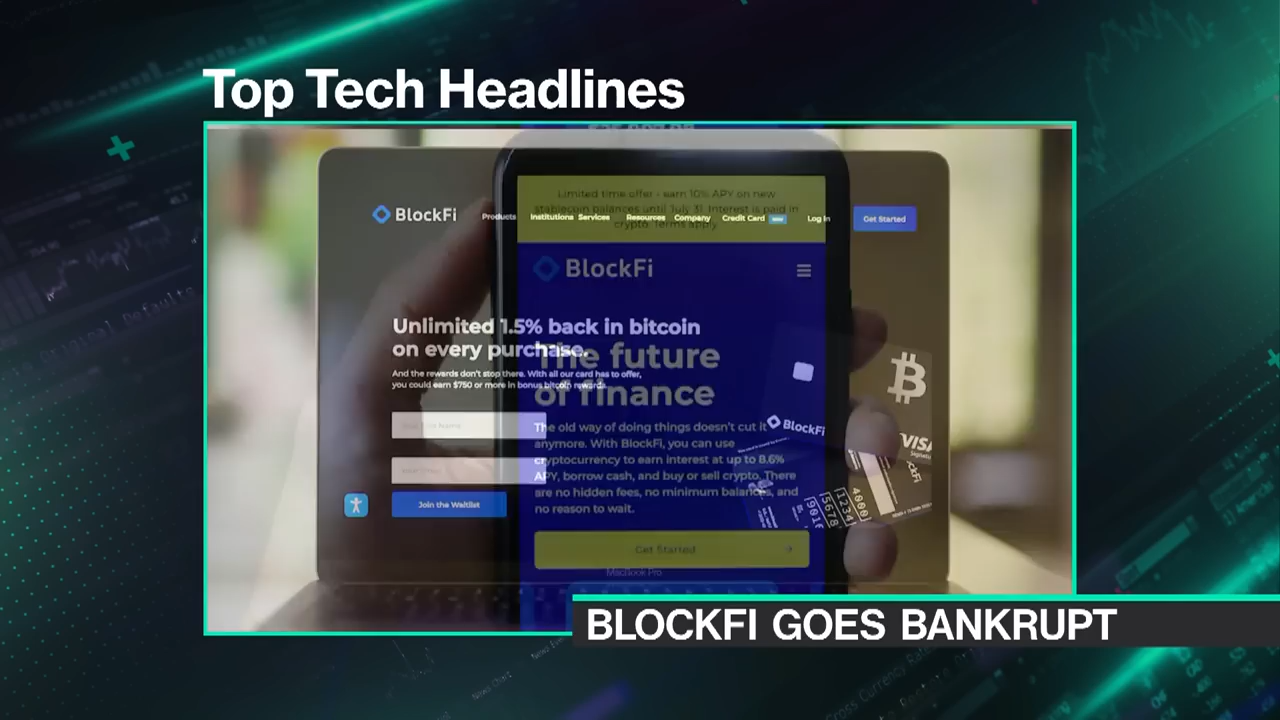 Top Tech Headlines
Limited time offer - earn 10% APY on new
stablecoin balances until July 31. Interest is paid in
crypto. Terms apply.
BlockFi
Products
Institutions
Services
Resources
Company
Credit Card
Log In
Get Started
BlockFi
Unlimited 1.5% back in bitcoin
on every purchase.
And the rewards don't stop there. With all our card has to offer,
you could earn $750 or more in bonus bitcoin rewards.
Join the Waitlist
The future
of finance
The old way of doing things doesn't cut it
anymore. With BlockFi, you can use
cryptocurrency to earn interest at up to 8.6%
APY, borrow cash, and buy or sell crypto. There
are no hidden fees, no minimum balances, and
no reason to wait.
Get Started
BlockFi
VISA
Signature
MacBook Pro
BLOCKFI GOES BANKRUPT